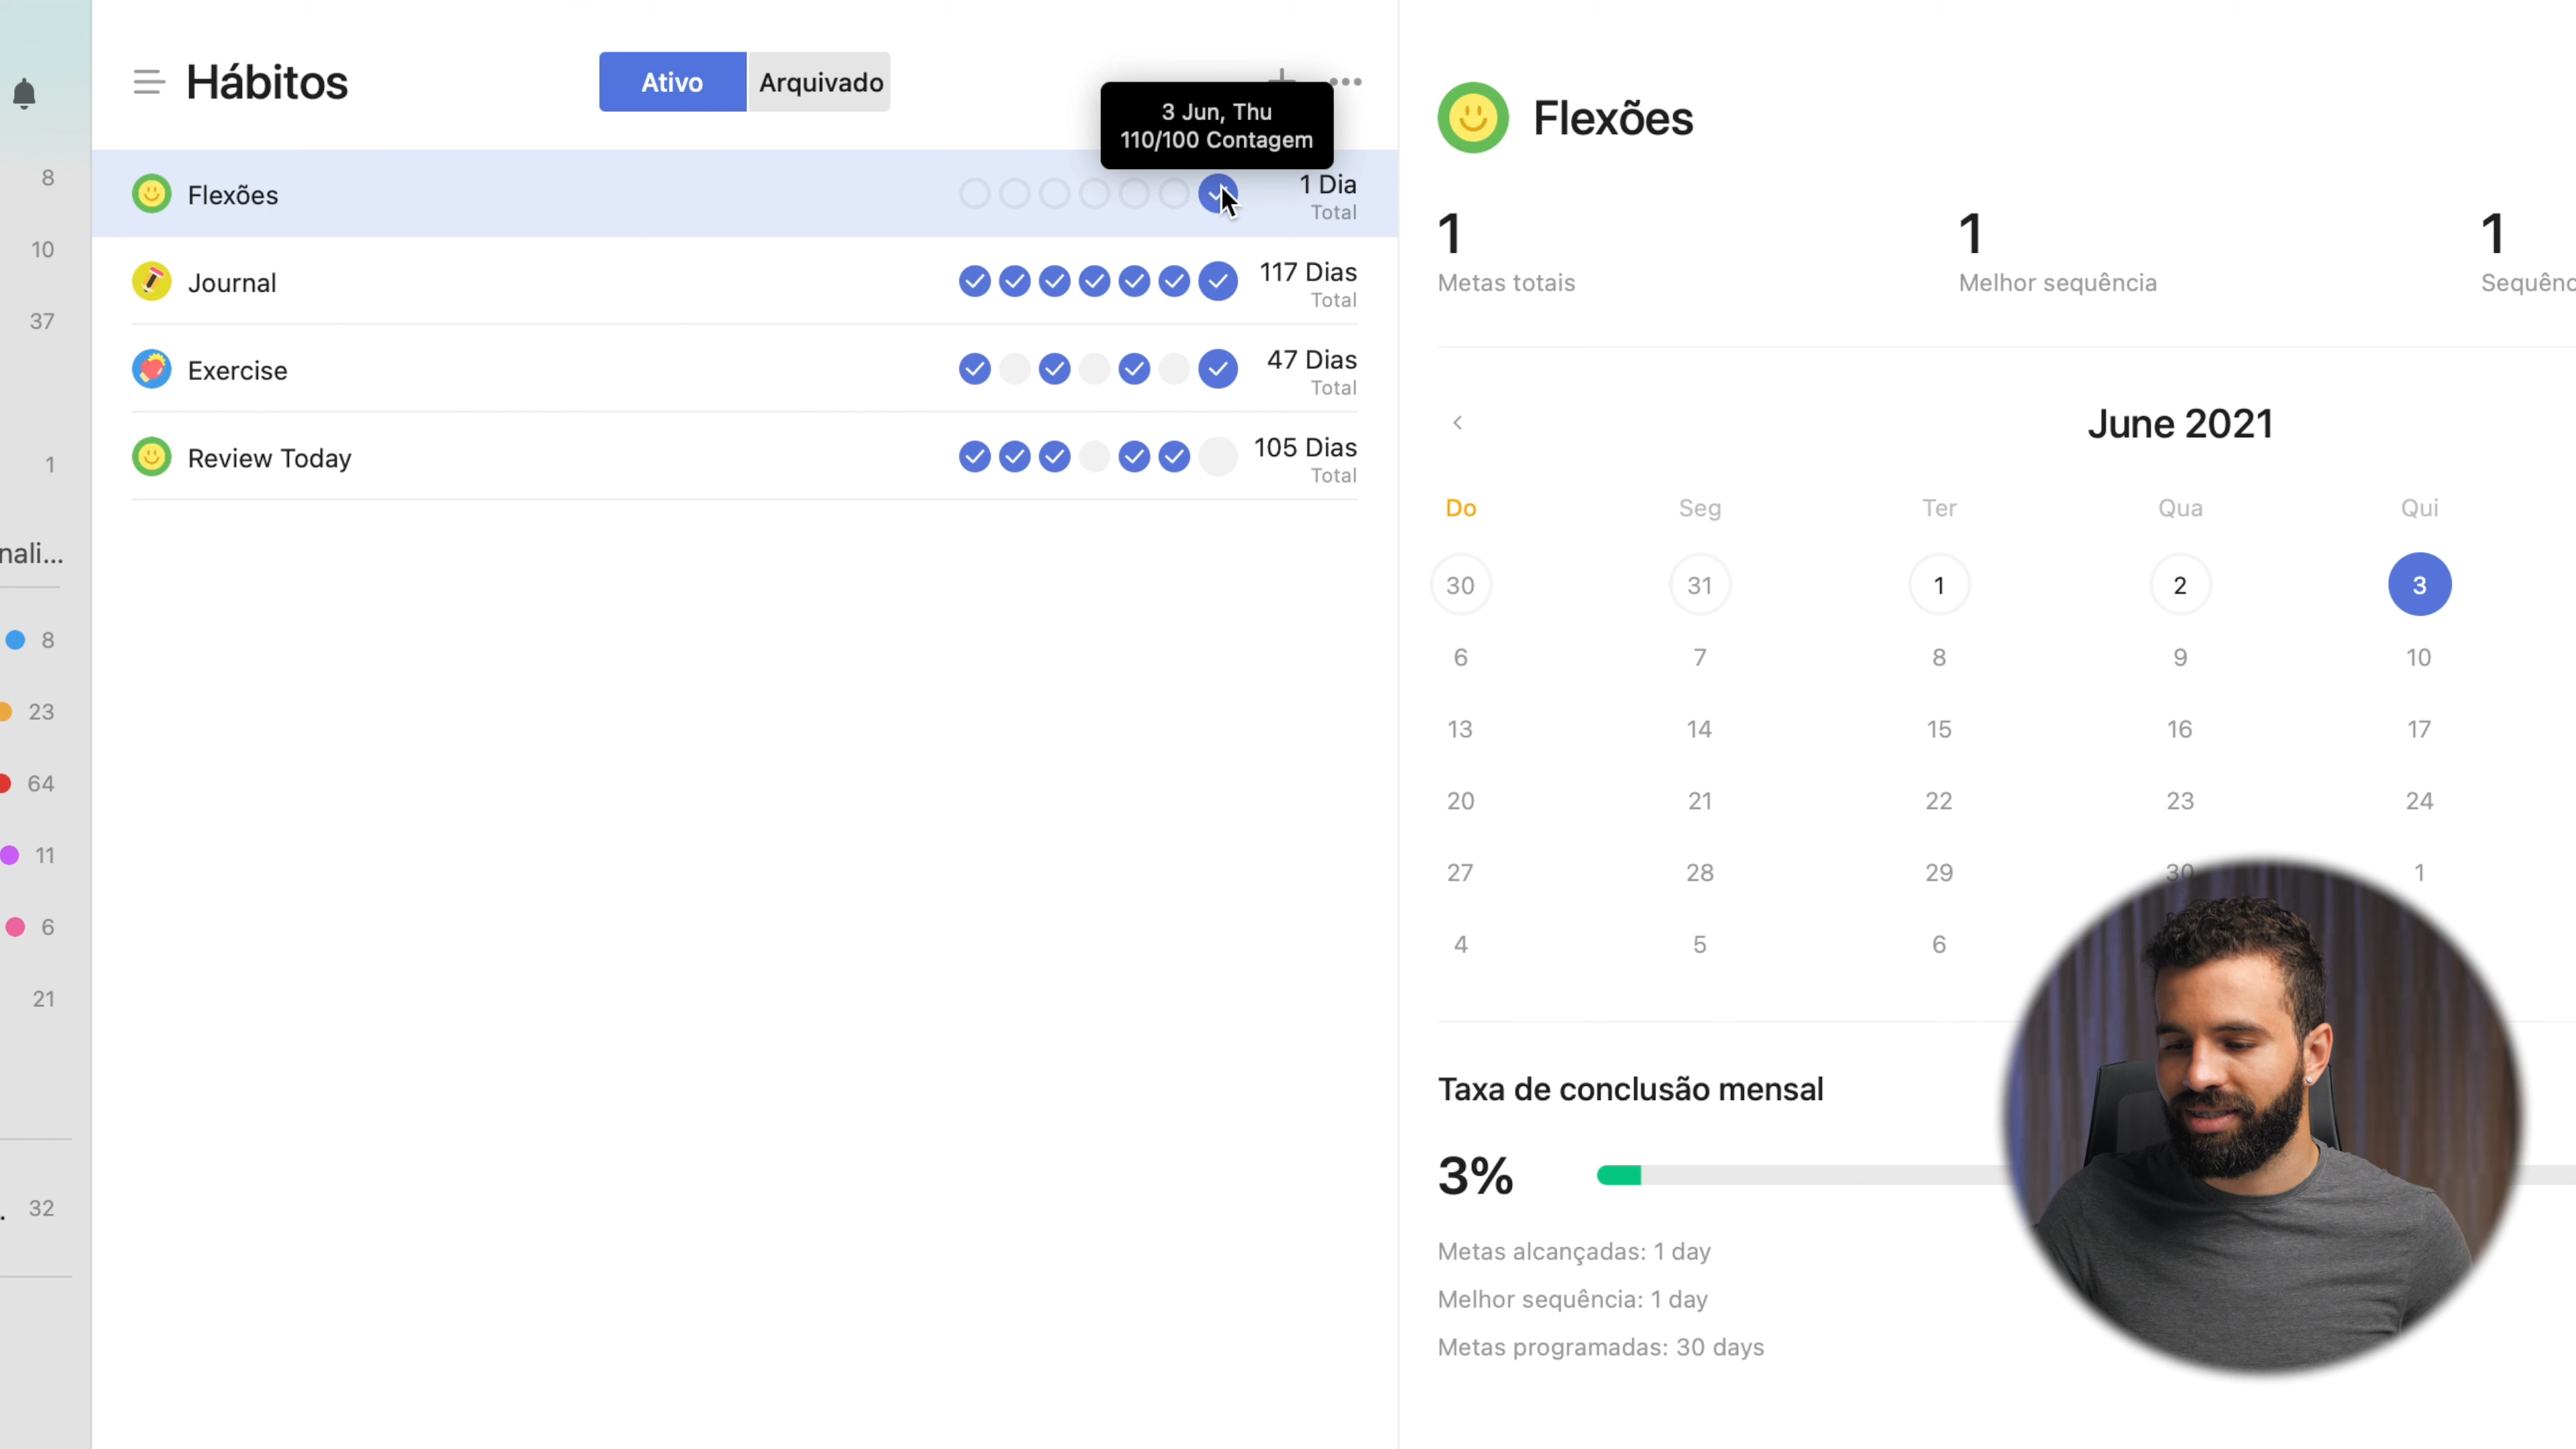 8
10
37
1
nali...
8
23
64
11
6
21
. 32
Hábitos
Ativo
Arquivado
3 Jun, Thu
110/100 Contagem
Flexões
1 Dia
Total
Journal
117 Dias
Total
Exercise
47 Dias
Total
Review Today
105 Dias
Total
Flexões
1 1 1
Metas totais Melhor sequência Sequênc
June 2021
Do Seg Ter Qua Qui
30 31 1 2 3
6 7 8 9 10
13 14 15 16 17
20 21 22 23 24
27 28 29 30 1
4 5 6
Taxa de conclusão mensal
3%
Metas alcançadas: 1 day
Melhor sequência: 1 day
Metas programadas: 30 days